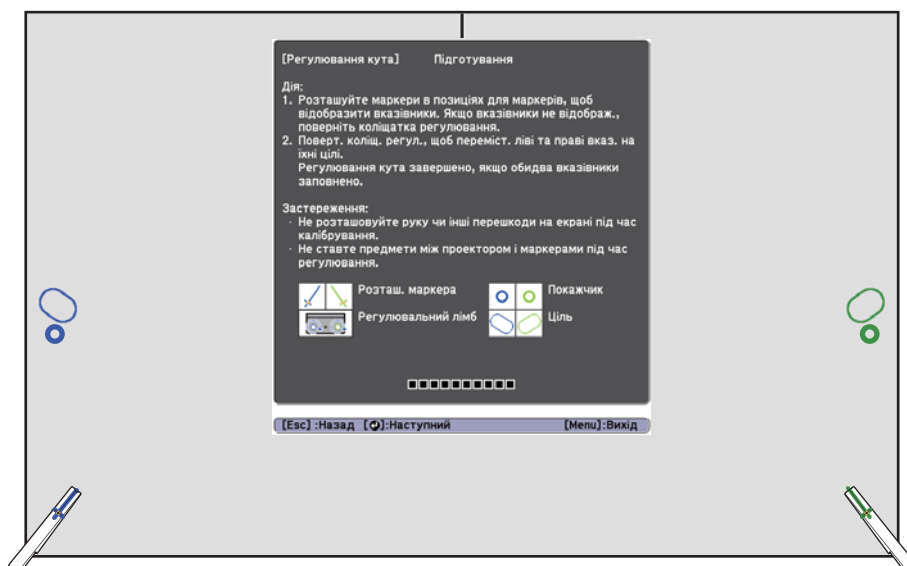 [Регулювання кута] Підготування
Дія:
1. Розташуйте маркери в позиціях для маркерів, щоб
відобразити вказівники. Якщо вказівники не відображ.,
поверніть коліщатка регулювання.
2. Поверт. коліщ. регул., щоб переміст. ліві та праві вказ. на
їхні цілі.
Регулювання кута завершено, якщо обидва вказівники
заповнено.
Застереження:
· Не розташовуйте руку чи інші перешкоди на екрані під час
калібрування.
· Не ставте предмети між проектором і маркерами під час
регулювання.
Розташ. маркера Покажчик
Регулювальний лімб Ціль
[Esc] :Назад [⏎]:Наступний [Menu]:Вихід